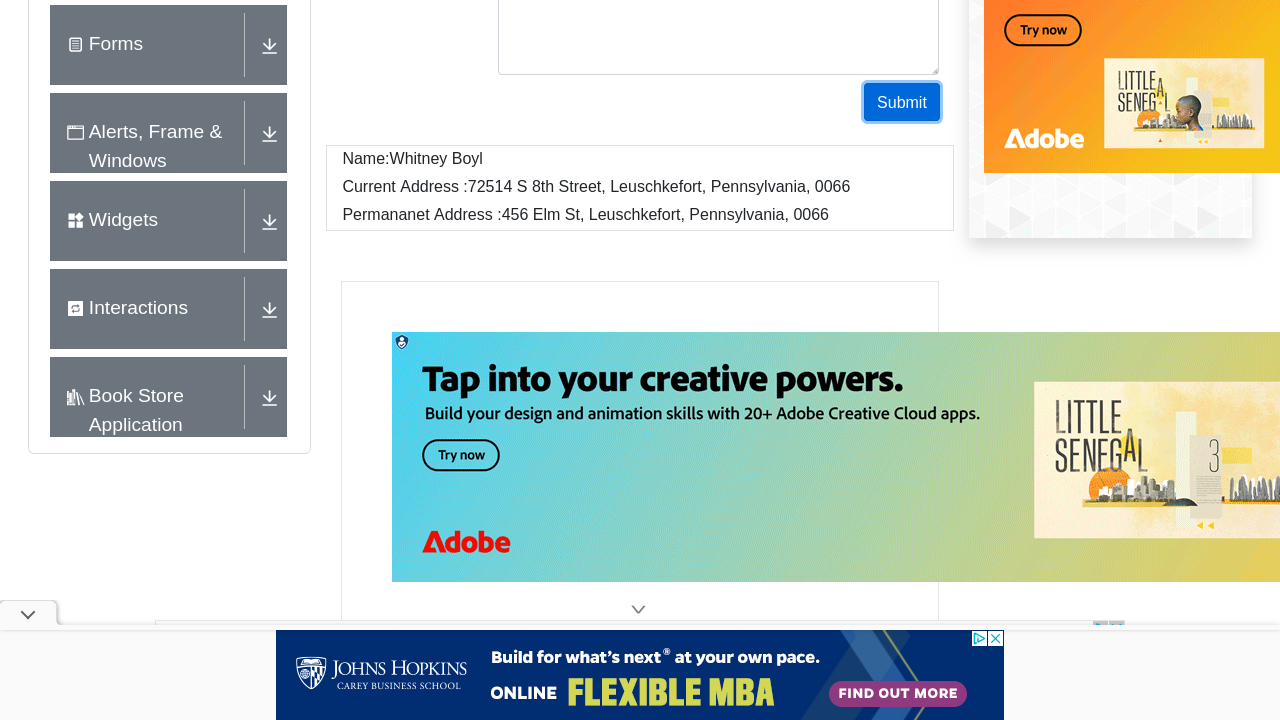 Forms
Alerts, Frame &
Windows
Widgets
Interactions
Book Store
Application
Submit
Name:Whitney Boyl
Current Address :72514 S 8th Street, Leuschkefort, Pennsylvania, 0066
Permananet Address :456 Elm St, Leuschkefort, Pennsylvania, 0066
Try now
LITTLE
SENEGAL
Adobe
Tap into your creative powers.
Build your design and animation skills with 20+ Adobe Creative Cloud apps.
Try now
Adobe
LITTLE
SENEGAL
3
JOHNS HOPKINS
CAREY BUSINESS SCHOOL
Build for what's next® at your own pace.
ONLINE FLEXIBLE MBA
FIND OUT MORE